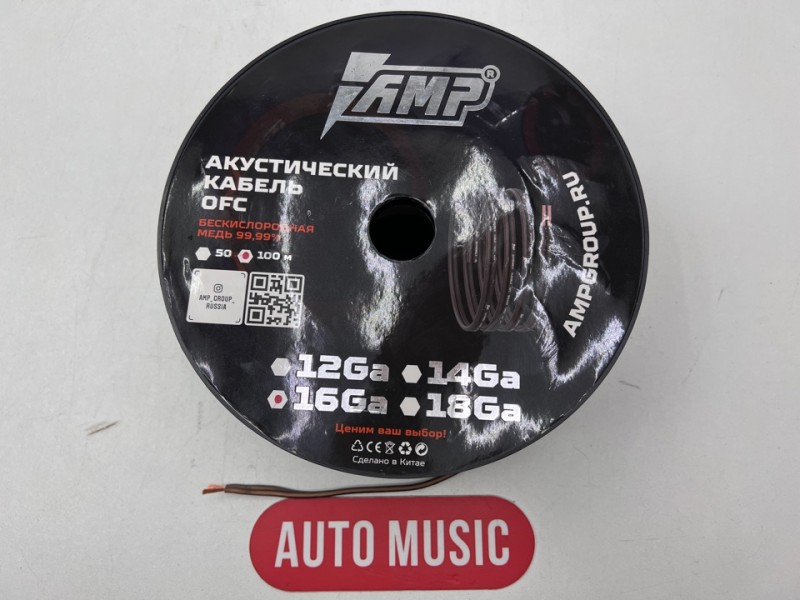 AMP®
АКУСТИЧЕСКИЙ
КАБЕЛЬ
OFC
БЕСКИСЛОРОДНАЯ
МЕДЬ 99,99%
50 100 м
AMP_GROUP_
RUSSIA
AMPGROUP.RU
12Ga 14Ga
16Ga 18Ga
Ценим ваш выбор!
CE
Сделано в Китае
AUTO MUSIC